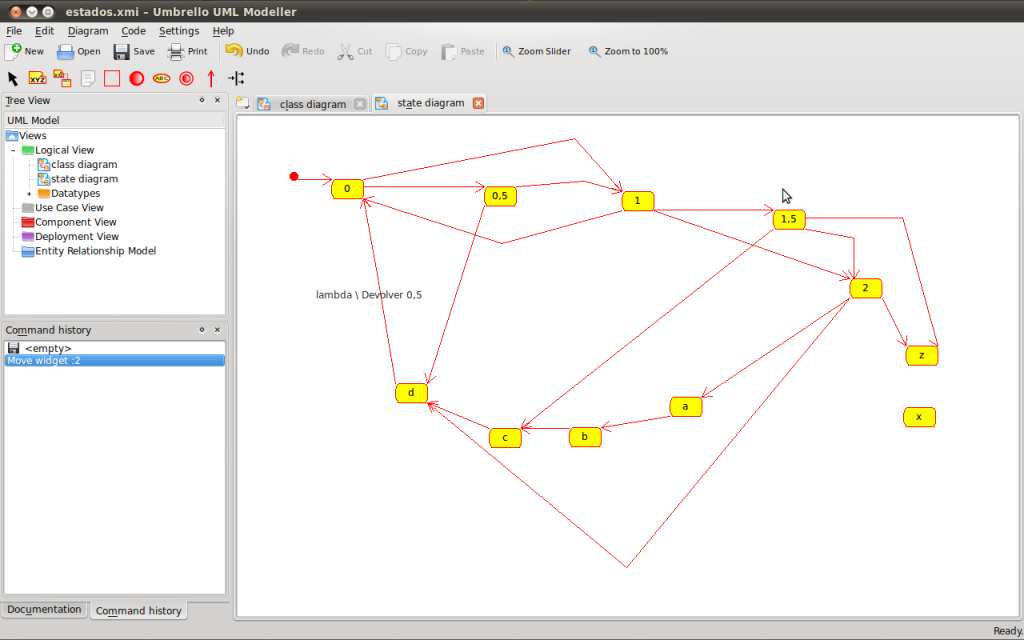 estados.xmi – Umbrello UML Modeller
File Edit Diagram Code Settings Help
New Open Save Print Undo Redo Cut Copy Paste Zoom Slider Zoom to 100%
XYZ ABC
Tree View
class diagram state diagram
UML Model
Views
Logical View
class diagram
state diagram
Datatypes
Use Case View
Component View
Deployment View
Entity Relationship Model
Command history
<empty>
Move widget :2
Documentation Command history
0
0,5
1
1,5
2
lambda \ Devolver 0,5
z
d
a
x
c
b
Ready.